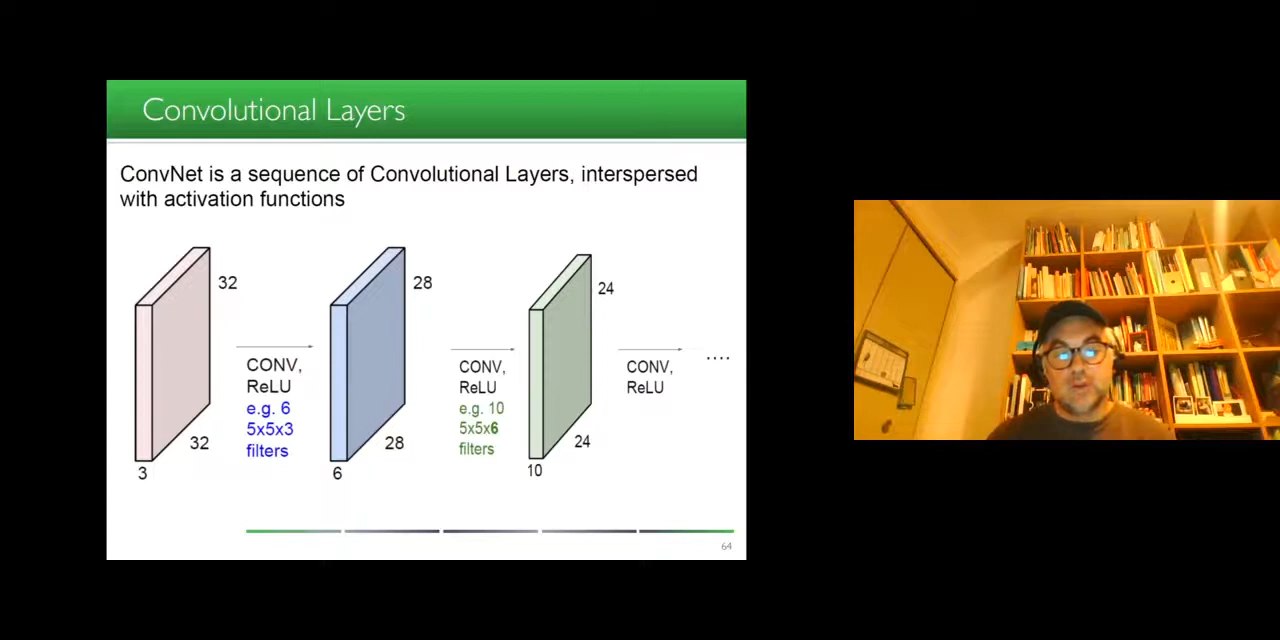 Convolutional Layers
ConvNet is a sequence of Convolutional Layers, interspersed
with activation functions
32
32
3
CONV,
ReLU
e.g. 6
5x5x3
filters
28
28
6
CONV,
ReLU
e.g. 10
5x5x6
filters
24
24
10
CONV,
ReLU
....
64